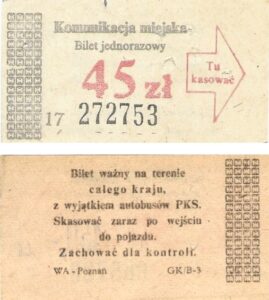 Komunikacja miejska
Bilet jednorazowy
45 zł
Tu
kasować
17 272753
Bilet ważny na terenie
całego kraju,
z wyjątkiem autobusów PKS.
Skasować zaraz po wejściu
do pojazdu.
Zachować dla kontroli.
WA - Poznań GK/B-3